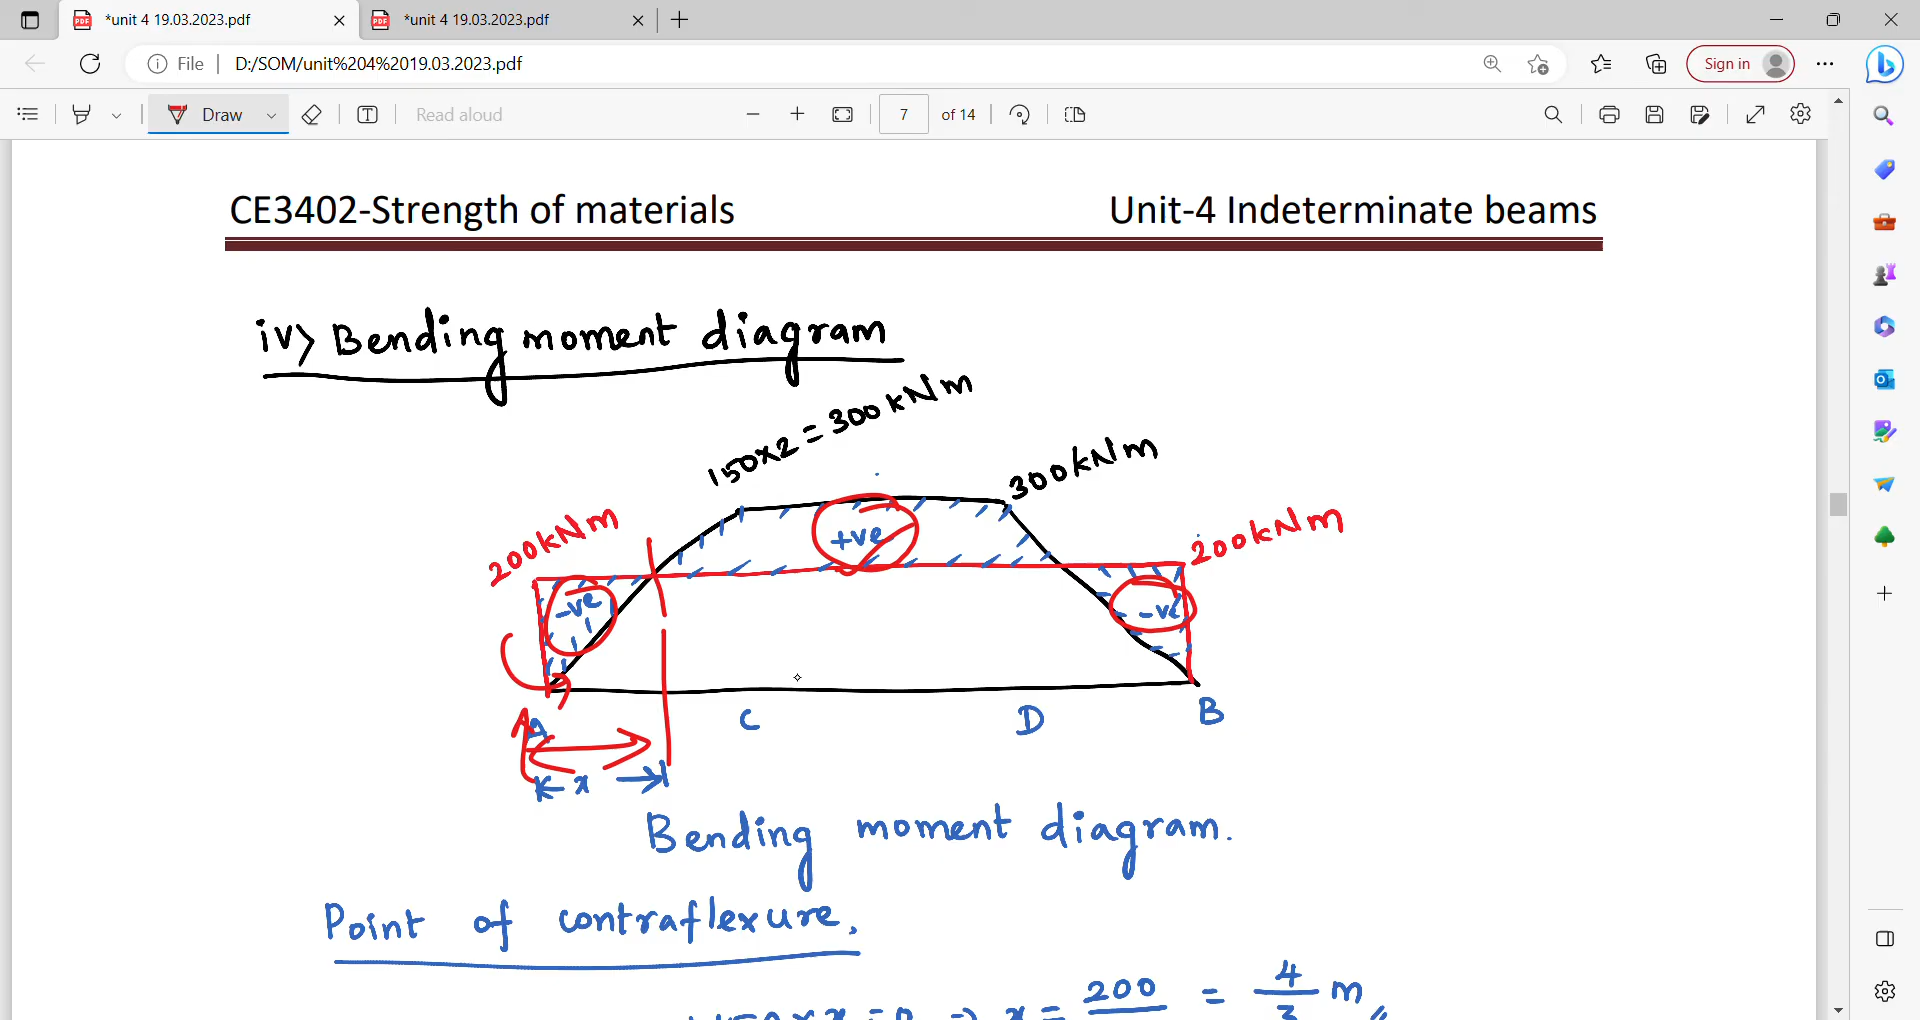 *unit 4 19.03.2023.pdf
*unit 4 19.03.2023.pdf
File D:/SOM/unit%204%2019.03.2023.pdf
Sign in
Draw
Read aloud
7 of 14
CE3402-Strength of materials Unit-4 Indeterminate beams
iv> Bending moment diagram
150x2 = 300kNm
300kNm
200kNm
+ve
200kNm
-ve
-ve
A C D B
x
Bending moment diagram.
Point of contraflexure.
x = 200 = 4/3 m